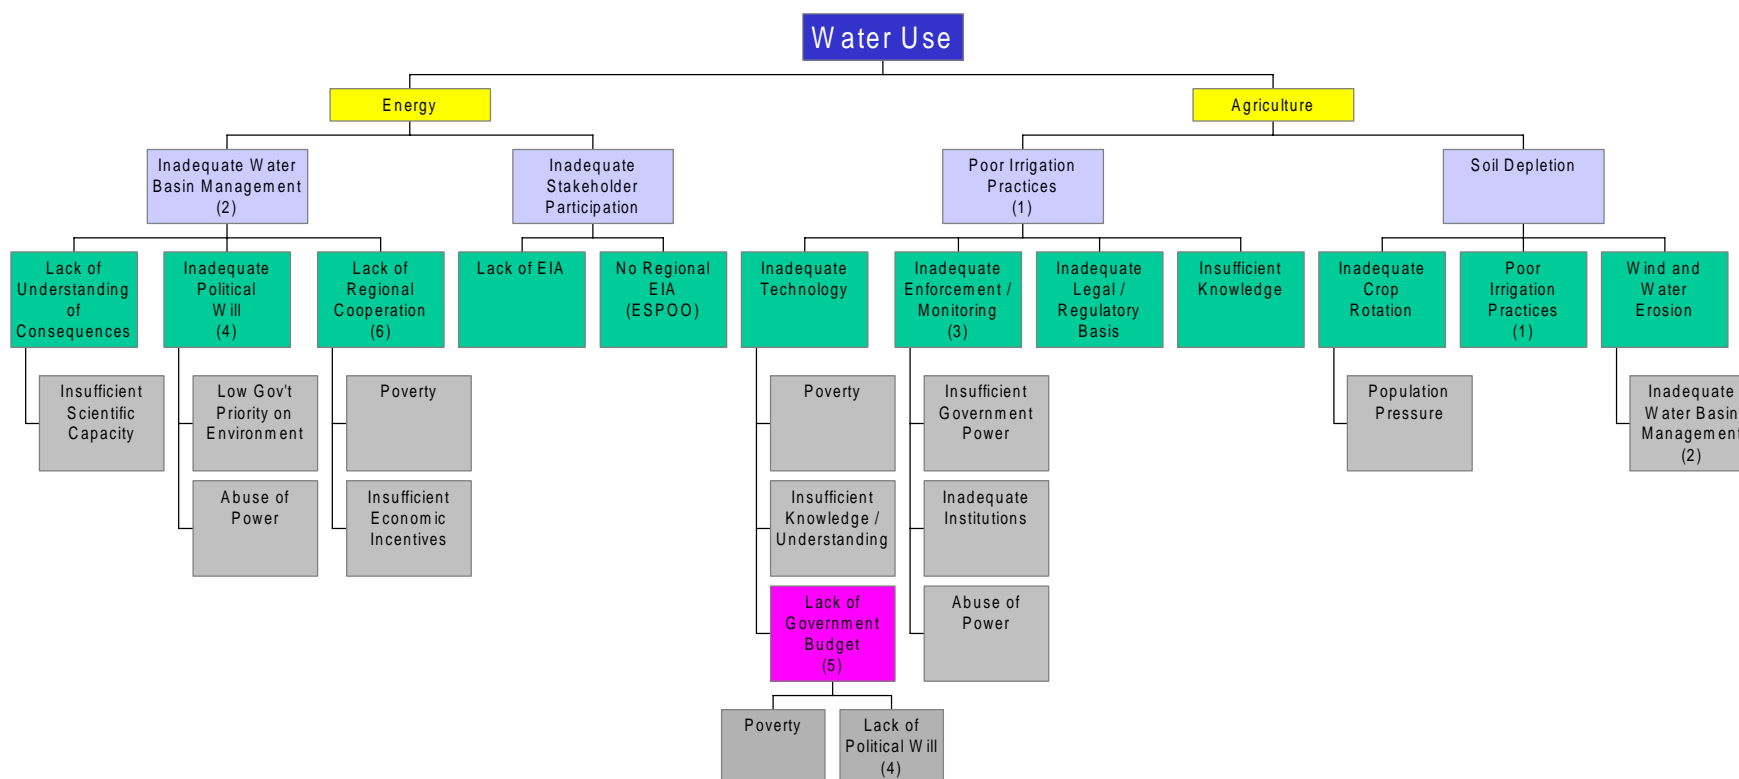 Water Use
Energy
Agriculture
Inadequate Water
Basin Management
(2)
Inadequate
Stakeholder
Participation
Poor Irrigation
Practices
(1)
Soil Depletion
Lack of
Understanding
of
Consequences
Inadequate
Political
Will
(4)
Lack of
Regional
Cooperation
(6)
Lack of EIA
No Regional
EIA
(ESPOO)
Inadequate
Technology
Inadequate
Enforcement /
Monitoring
(3)
Inadequate
Legal /
Regulatory
Basis
Insufficient
Knowledge
Inadequate
Crop
Rotation
Poor
Irrigation
Practices
(1)
Wind and
Water
Erosion
Insufficient
Scientific
Capacity
Low Gov't
Priority on
Environment
Poverty
Poverty
Insufficient
Government
Power
Population
Pressure
Inadequate
Water Basin
Management
(2)
Abuse of
Power
Insufficient
Economic
Incentives
Insufficient
Knowledge /
Understanding
Inadequate
Institutions
Lack of
Government
Budget
(5)
Abuse of
Power
Poverty
Lack of
Political Will
(4)